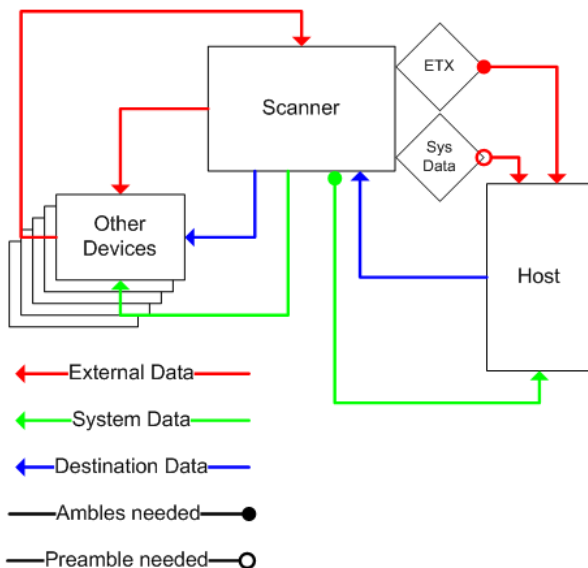 Scanner
ETX
Sys
Data
Other
Devices
Host
External Data
System Data
Destination Data
Ambles needed
Preamble needed